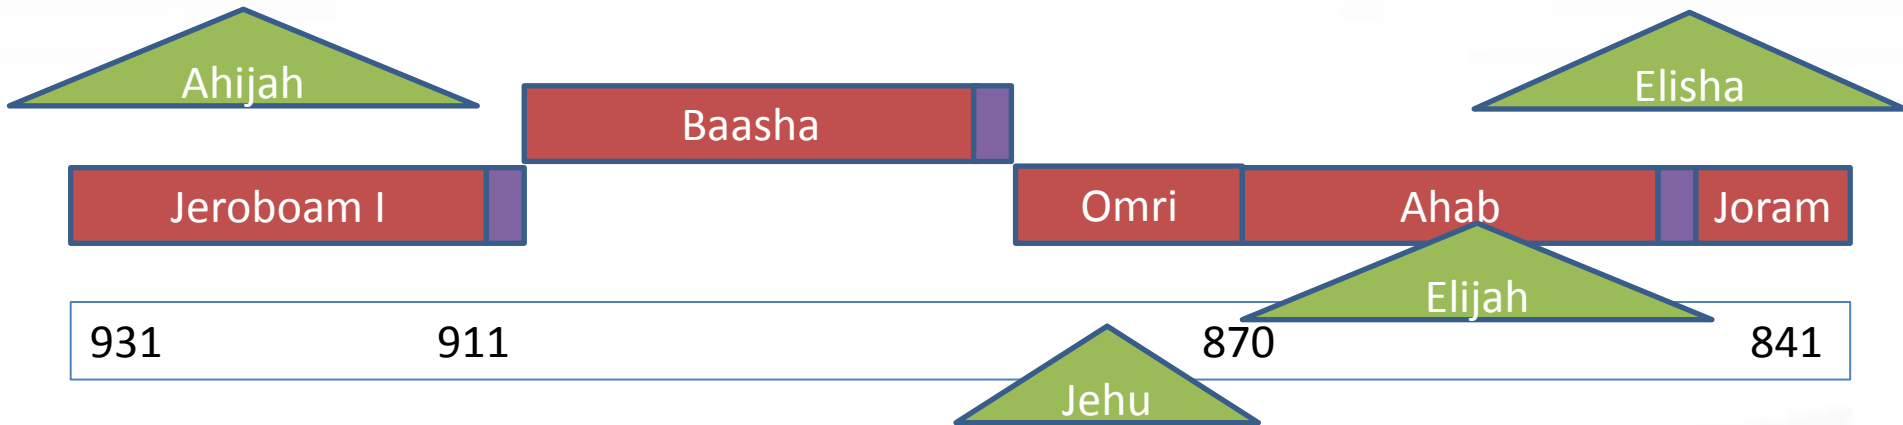 Ahijah
Elisha
Baasha
Jeroboam I
Omri
Ahab
Joram
Elijah
931
911
870
841
Jehu